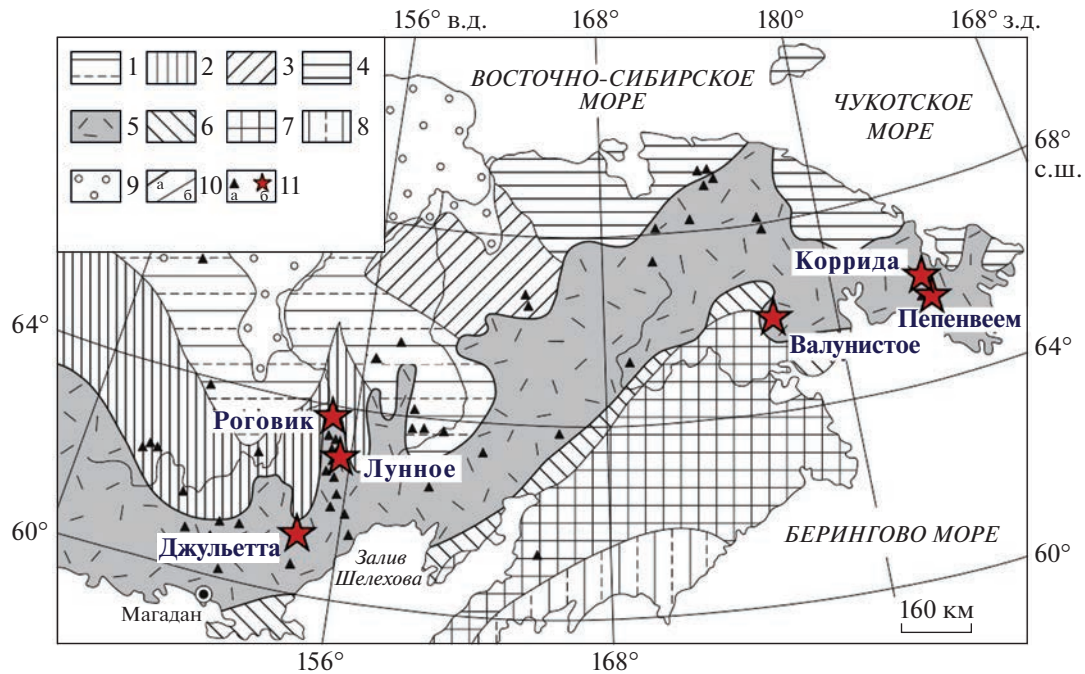 156° в.д.
168°
180°
168° з.д.
1
2
3
4
5
6
7
8
9
а
б
10
а
б
11
ВОСТОЧНО-СИБИРСКОЕ
МОРЕ
ЧУКОТСКОЕ
МОРЕ
68°
с.ш.
Коррида
Пепенвеем
Валунистое
64°
64°
Роговик
Лунное
60°
Джульетта
Залив
Шелехова
БЕРИНГОВО МОРЕ
60°
Магадан
160 км
156°
168°